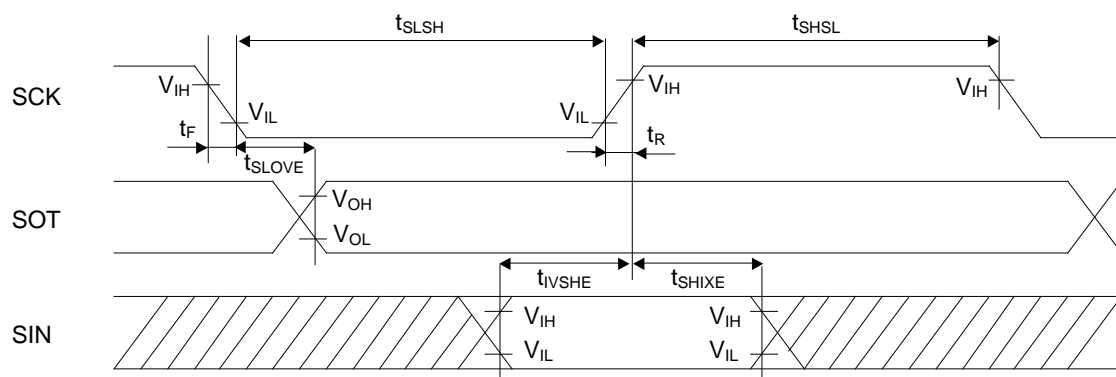 tSLSH
tSHSL
SCK
VIH
VIL
VIL
VIH
VIH
tF
tR
tSLOVE
SOT
VOH
VOL
tIVSHE
tSHIXE
SIN
VIH
VIH
VIL
VIL